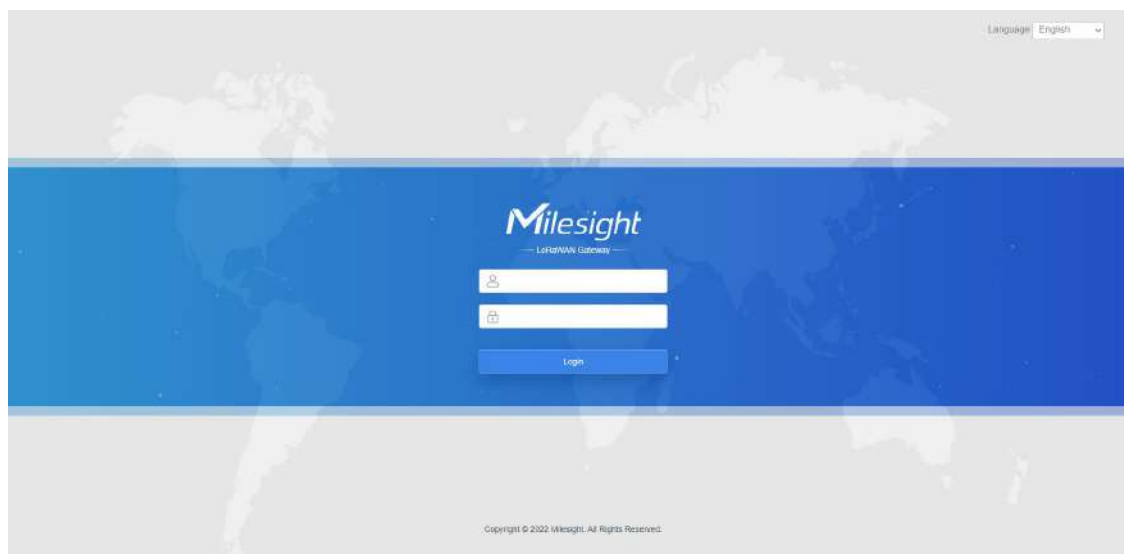 Language English
Milesight
LoRaWAN Gateway
Login
Copyright © 2022 Milesight. All Rights Reserved.